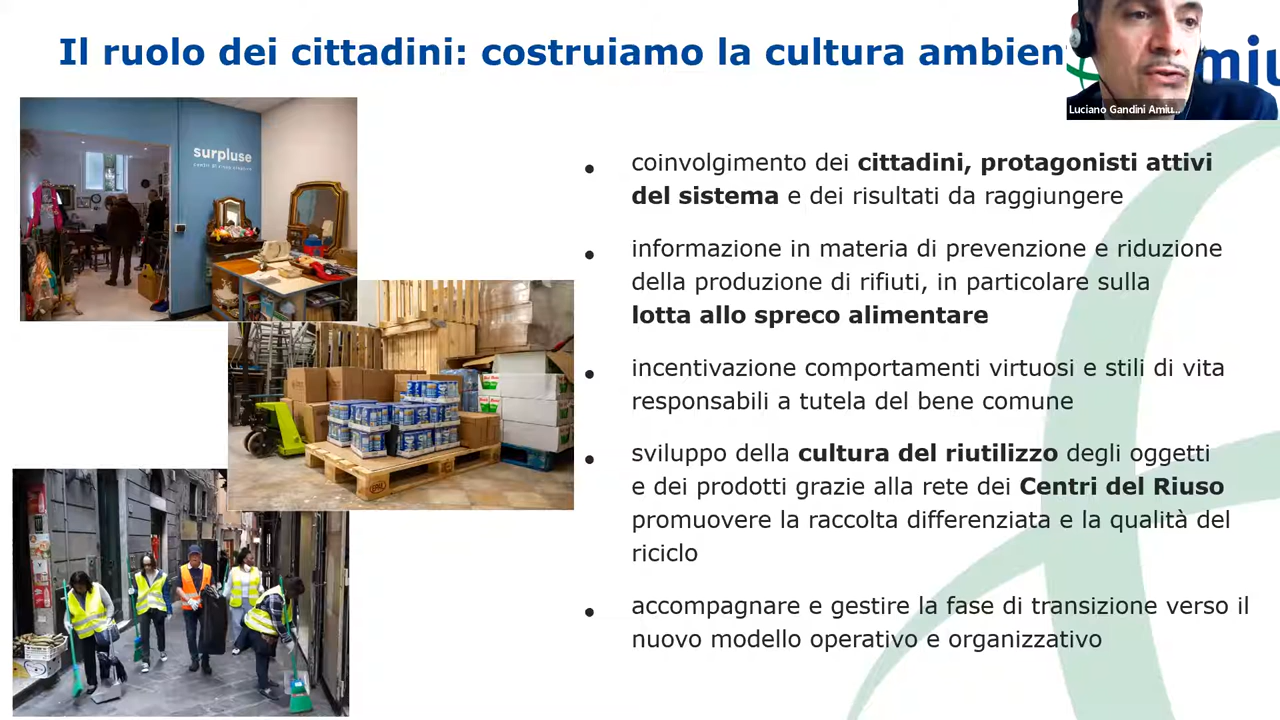 Il ruolo dei cittadini: costruiamo la cultura ambien
miu
Luciano Gandini Amiu...
surpluse
• coinvolgimento dei cittadini, protagonisti attivi
del sistema e dei risultati da raggiungere
• informazione in materia di prevenzione e riduzione
della produzione di rifiuti, in particolare sulla
lotta allo spreco alimentare
• incentivazione comportamenti virtuosi e stili di vita
responsabili a tutela del bene comune
• sviluppo della cultura del riutilizzo degli oggetti
e dei prodotti grazie alla rete dei Centri del Riuso
promuovere la raccolta differenziata e la qualità del
riciclo
• accompagnare e gestire la fase di transizione verso il
nuovo modello operativo e organizzativo